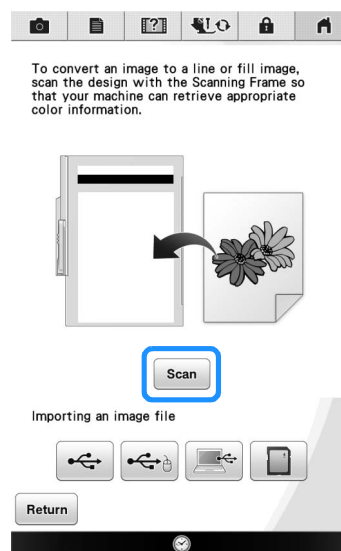 To convert an image to a line or fill image,
scan the design with the Scanning Frame so
that your machine can retrieve appropriate
color information.
Scan
Importing an image file
Return